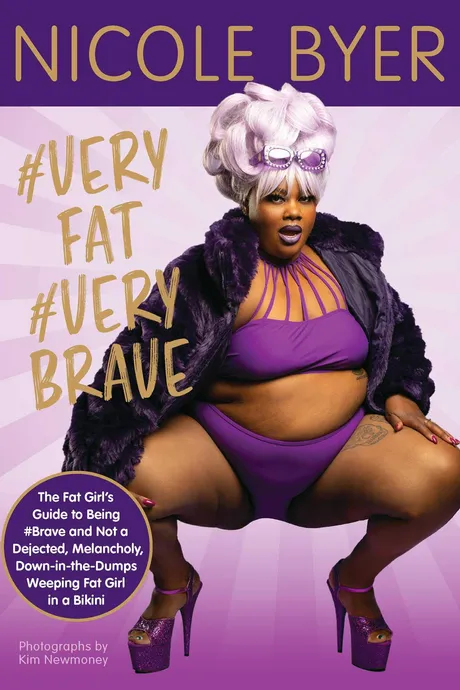 NICOLE BYER
#VERY
FAT
#VERY
BRAVE
The Fat Girl's
Guide to Being
#Brave and Not a
Dejected, Melancholy,
Down-in-the-Dumps
Weeping Fat Girl
in a Bikini
Photographs by
Kim Newmoney